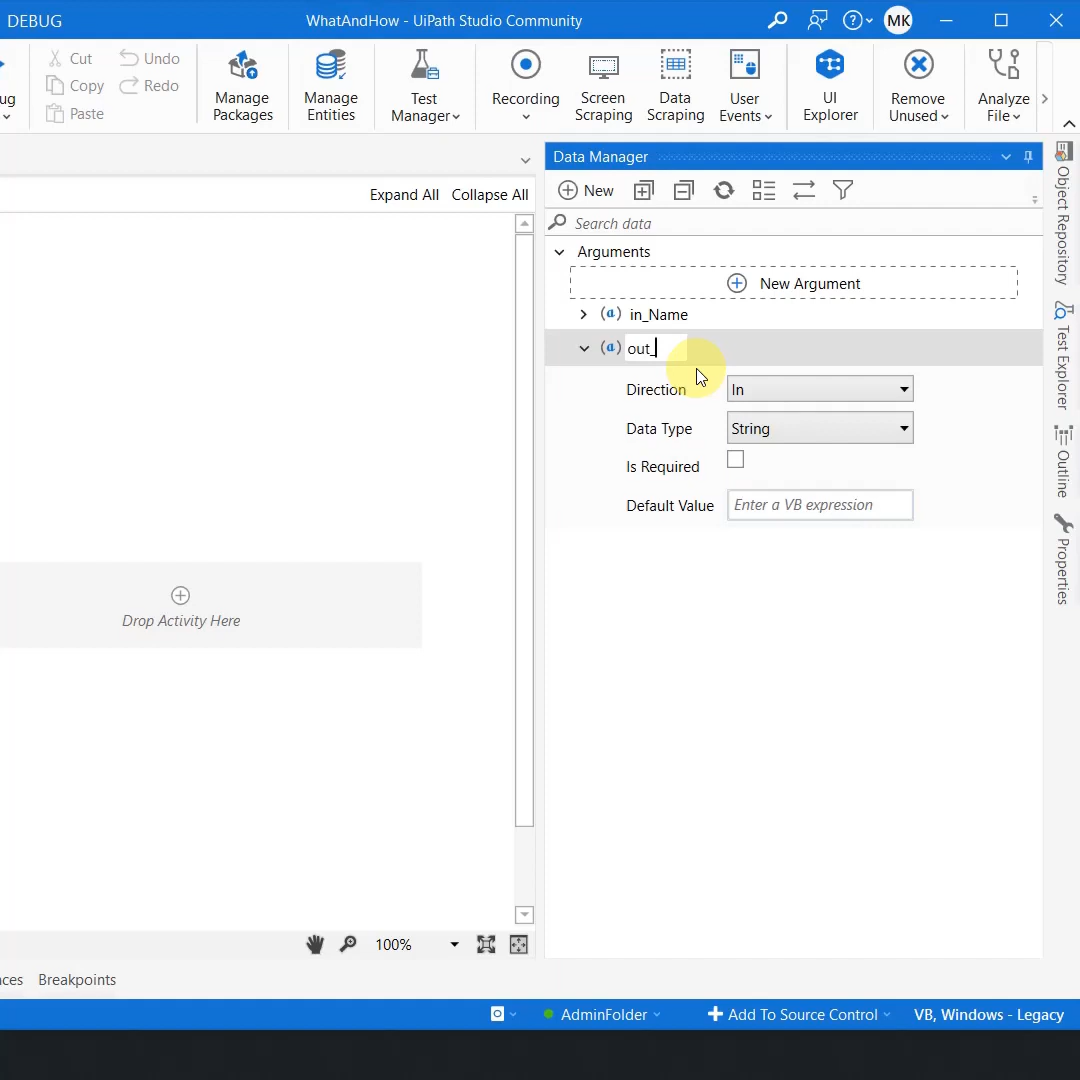 DEBUG
WhatAndHow - UiPath Studio Community
MK
ug
Cut
Copy
Paste
Undo
Redo
Manage
Packages
Manage
Entities
Test
Manager
Recording
Screen
Scraping
Data
Scraping
User
Events
UI
Explorer
Remove
Unused
Analyze
File
Expand All Collapse All
Data Manager
New
Search data
Arguments
New Argument
(a) in_Name
(a) out_
Direction In
Data Type String
Is Required
Default Value Enter a VB expression
Object Repository
Test Explorer
Outline
Properties
Drop Activity Here
100%
ces Breakpoints
AdminFolder
Add To Source Control
VB, Windows - Legacy